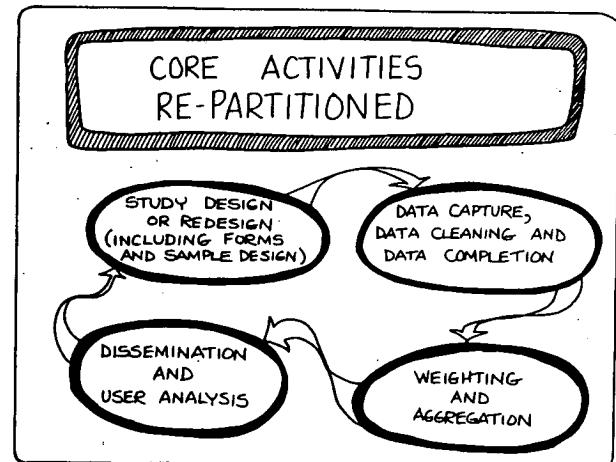 CORE ACTIVITIES
RE-PARTITIONED
STUDY DESIGN
OR REDESIGN
(INCLUDING FORMS
AND SAMPLE DESIGN)
DATA CAPTURE,
DATA CLEANING AND
DATA COMPLETION
DISSEMINATION
AND
USER ANALYSIS
WEIGHTING
AND
AGGREGATION